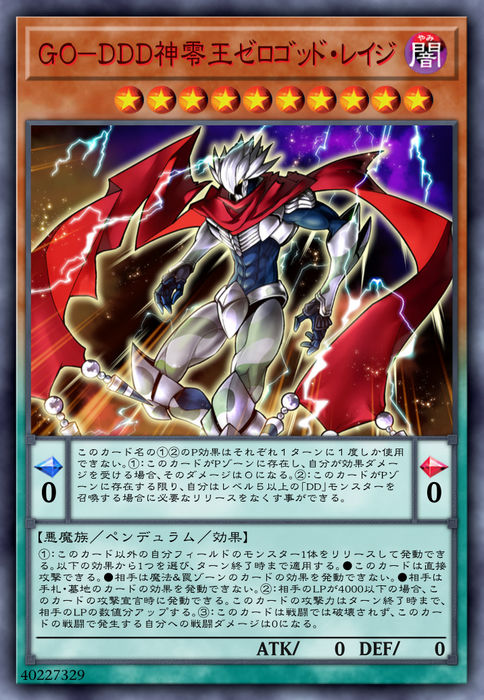 GO-DDD神零王ゼロゴッド・レイジ
やみ
闇
このカード名の①②のP効果はそれぞれ1ターンに1度しか使用
できない。①:このカードがPゾーンに存在し、自分が効果ダメー
ジを受ける場合、そのダメージは0になる。②:このカードがPゾ
ーンに存在する限り、自分はレベル5以上の「DD」モンスターを
召喚する場合に必要なリリースをなくす事ができる。
0
0
【悪魔族/ペンデュラム/効果】
①:このカード以外の自分フィールドのモンスター1体をリリースして発動でき
る。以下の効果から1つを選び、ターン終了時まで適用する。●このカードは直接
攻撃できる。●相手は魔法&罠ゾーンのカードの効果を発動できない。●相手は
手札・墓地のカードの効果を発動できない。②:相手のLPが4000以下の場合、こ
のカードの攻撃宣言時に発動できる。このカードの攻撃力はターン終了時まで、
相手のLPの数値分アップする。③:このカードは戦闘では破壊されず、このカー
ドの戦闘で発生する自分への戦闘ダメージは0になる。
ATK/ 0 DEF/ 0
40227329